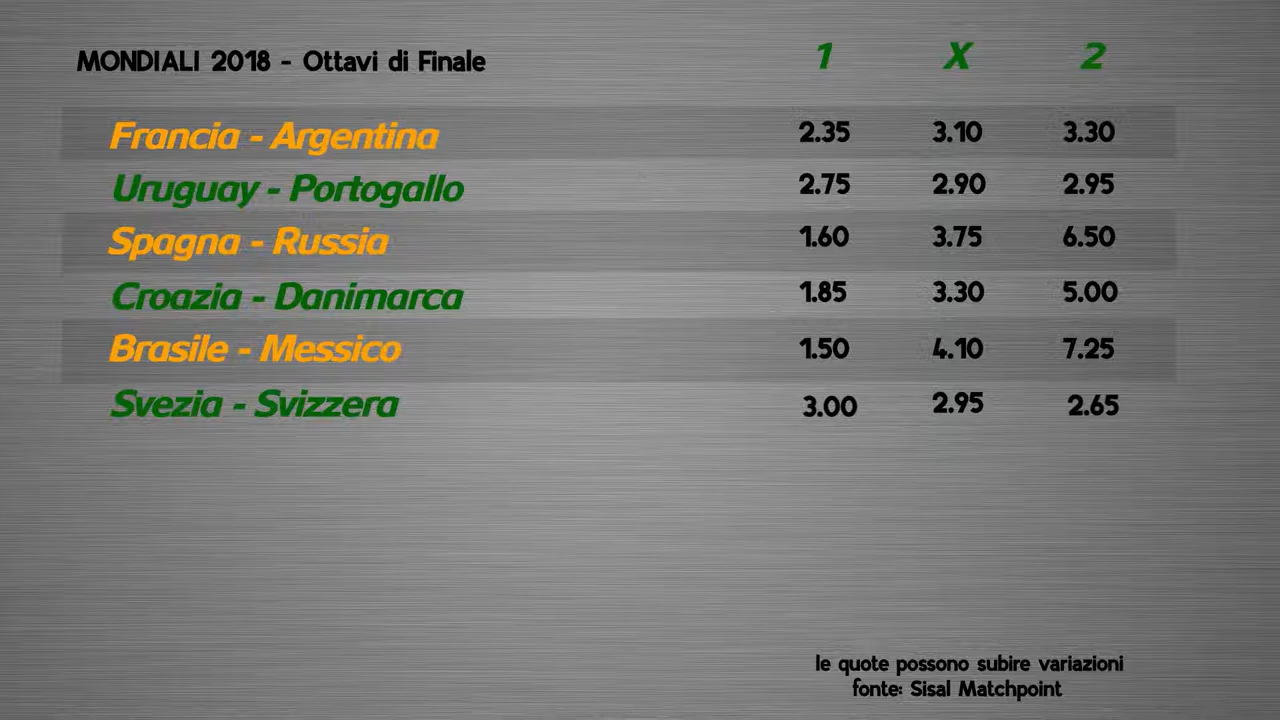 MONDIALI 2018 - Ottavi di Finale 1 X 2
Francia - Argentina 2.35 3.10 3.30
Uruguay - Portogallo 2.75 2.90 2.95
Spagna - Russia 1.60 3.75 6.50
Croazia - Danimarca 1.85 3.30 5.00
Brasile - Messico 1.50 4.10 7.25
Svezia - Svizzera 3.00 2.95 2.65
le quote possono subire variazioni
fonte: Sisal Matchpoint